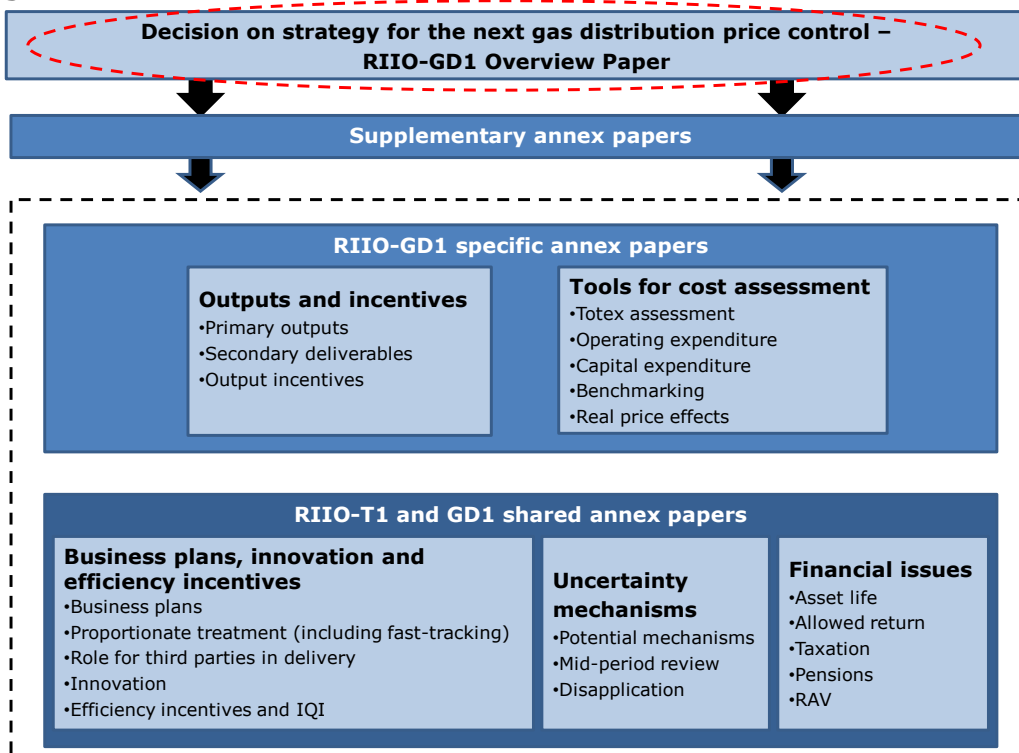 Decision on strategy for the next gas distribution price control –
RIIO-GD1 Overview Paper
Supplementary annex papers
RIIO-GD1 specific annex papers
Outputs and incentives
•Primary outputs
•Secondary deliverables
•Output incentives
Tools for cost assessment
•Totex assessment
•Operating expenditure
•Capital expenditure
•Benchmarking
•Real price effects
RIIO-T1 and GD1 shared annex papers
Business plans, innovation and
efficiency incentives
•Business plans
•Proportionate treatment (including fast-tracking)
•Role for third parties in delivery
•Innovation
•Efficiency incentives and IQI
Uncertainty
mechanisms
•Potential mechanisms
•Mid-period review
•Disapplication
Financial issues
•Asset life
•Allowed return
•Taxation
•Pensions
•RAV